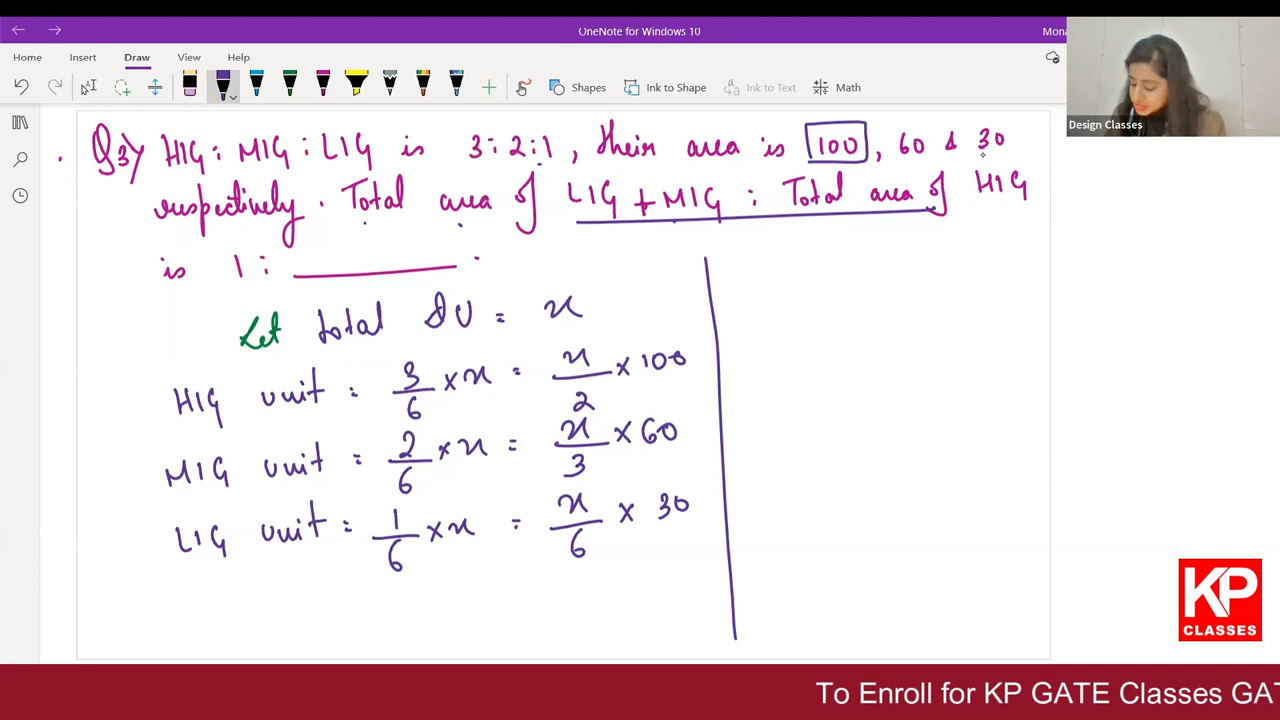 OneNote for Windows 10
Mona
Home Insert Draw View Help
Shapes Ink to Shape Ink to Text Math
Design Classes
Q3) HIG : MIG : LIG is 3:2:1, their area is 100, 60 & 30
respectively. Total area of LIG + MIG : Total area of HIG
is 1 : ________.
Let total DU = x
HIG unit = 3/6 × x = x/2 × 100
MIG unit = 2/6 × x = x/3 × 60
LIG unit = 1/6 × x = x/6 × 30
KP
CLASSES
To Enroll for KP GATE Classes GA